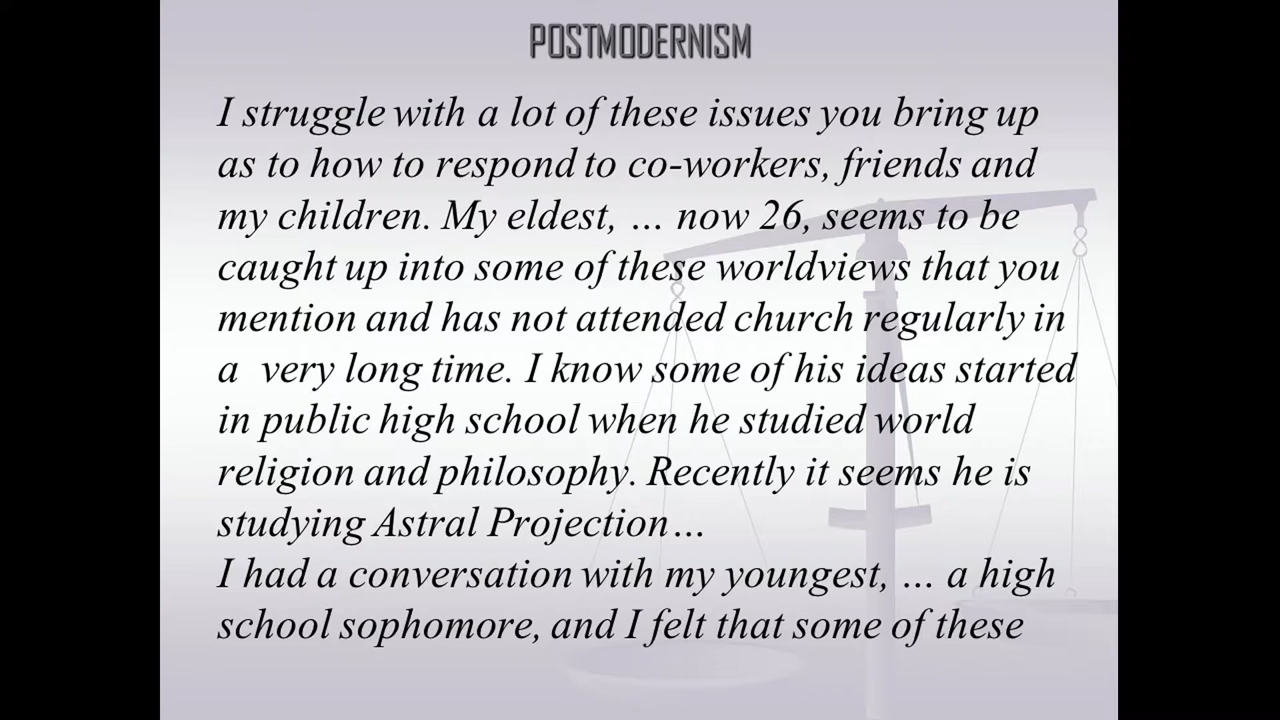 POSTMODERNISM
I struggle with a lot of these issues you bring up
as to how to respond to co-workers, friends and
my children. My eldest, … now 26, seems to be
caught up into some of these worldviews that you
mention and has not attended church regularly in
a  very long time. I know some of his ideas started
in public high school when he studied world
religion and philosophy. Recently it seems he is
studying Astral Projection…
I had a conversation with my youngest, … a high
school sophomore, and I felt that some of these